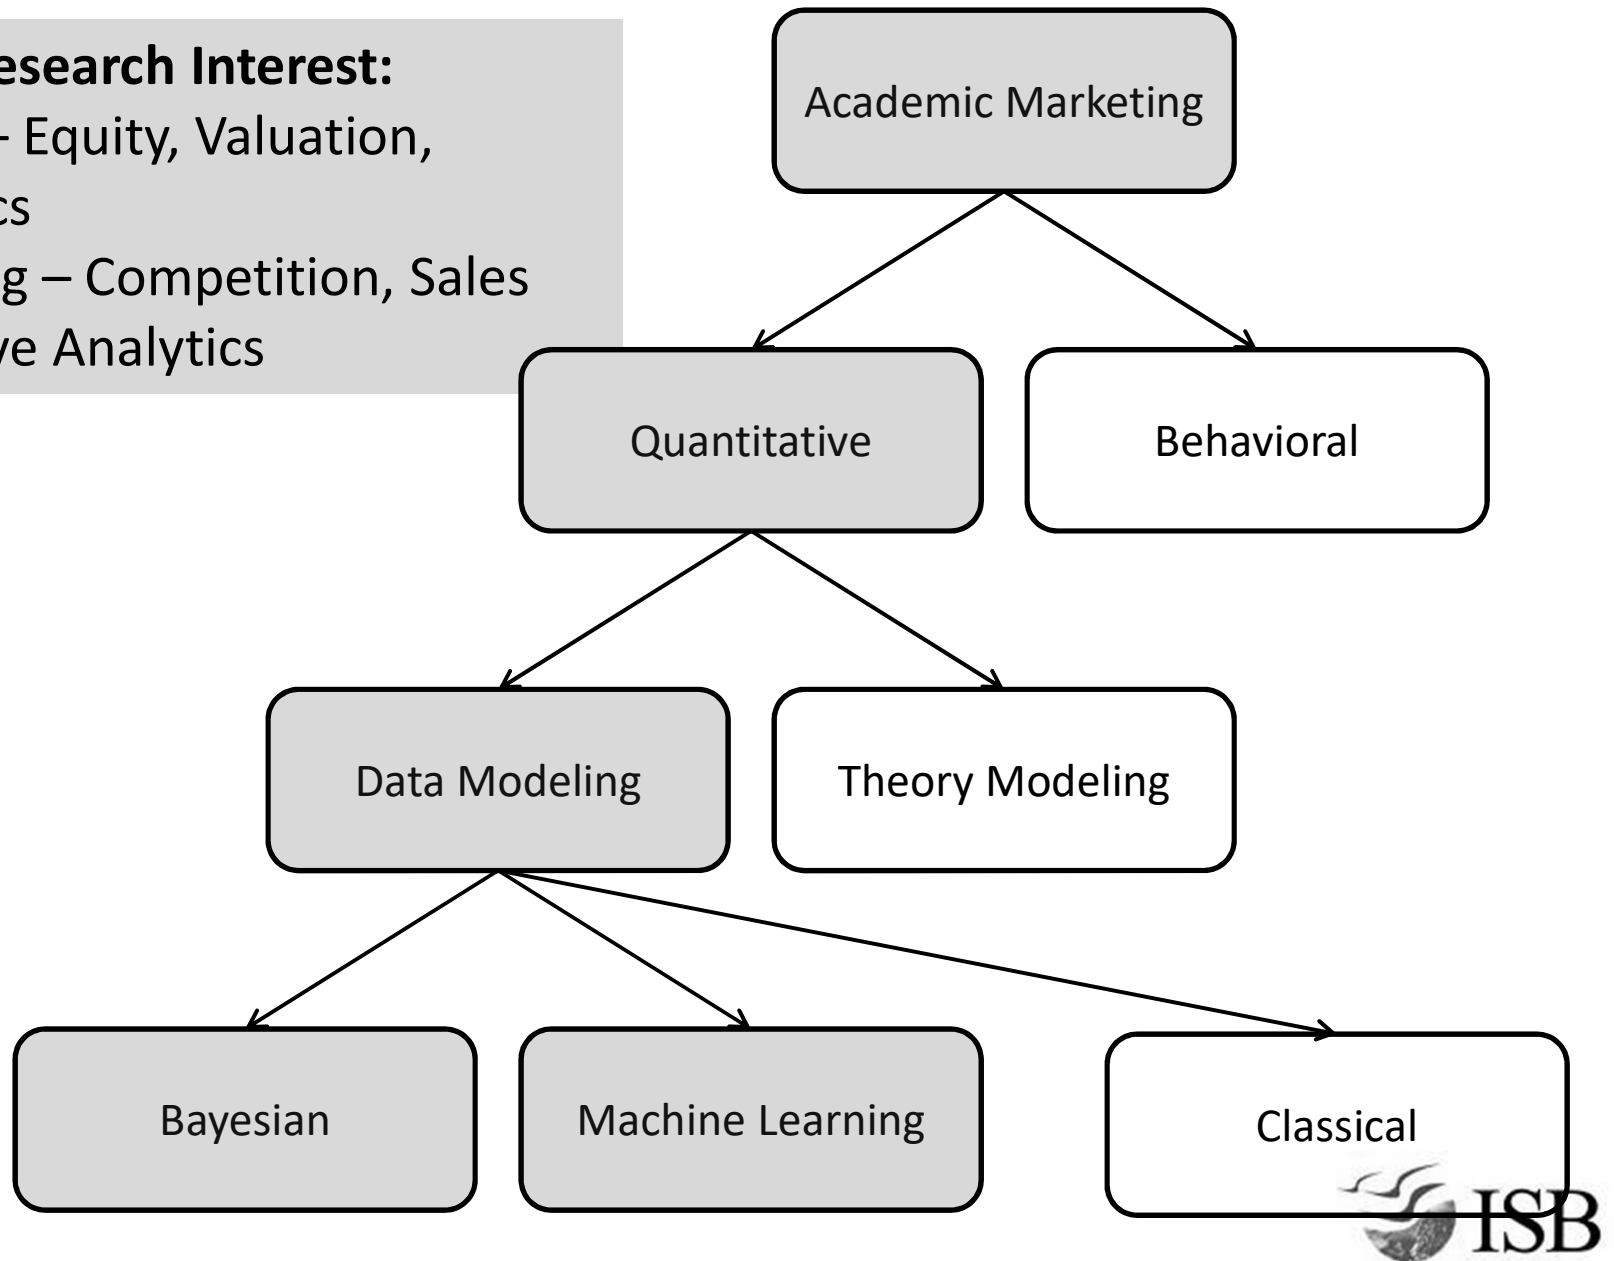 esearch Interest:
– Equity, Valuation,
cs
g – Competition, Sales
ve Analytics
Academic Marketing
Quantitative
Behavioral
Data Modeling
Theory Modeling
Bayesian
Machine Learning
Classical
ISB